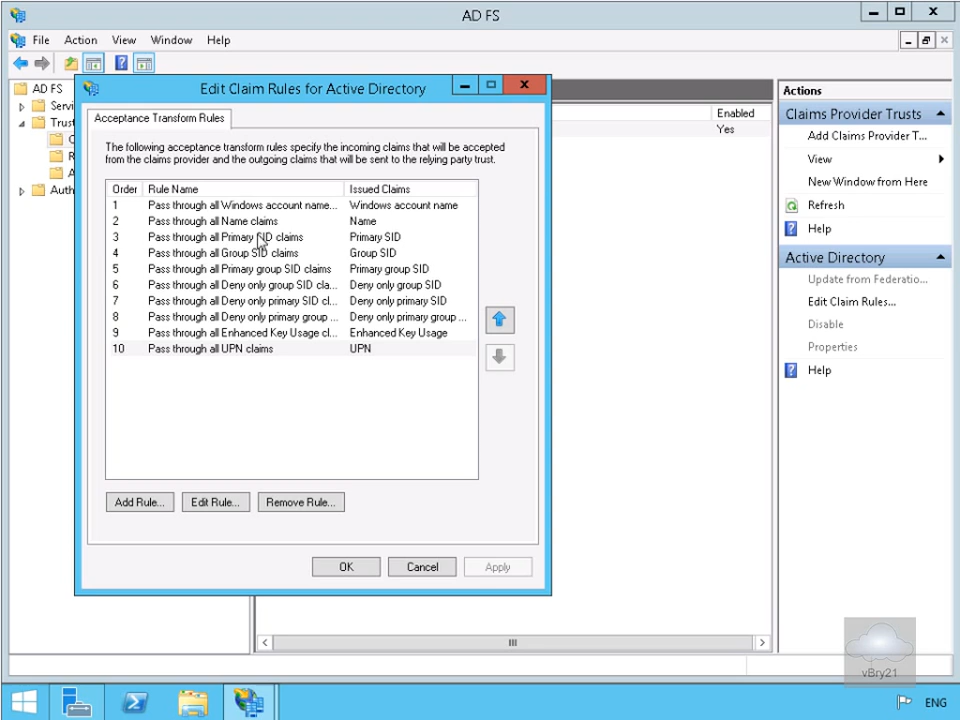 AD FS
File Action View Window Help
AD FS
Servi
Trust
C
R
A
Auth
Edit Claim Rules for Active Directory
Acceptance Transform Rules
The following acceptance transform rules specify the incoming claims that will be accepted
from the claims provider and the outgoing claims that will be sent to the relying party trust.
Order Rule Name Issued Claims
1 Pass through all Windows account name... Windows account name
2 Pass through all Name claims Name
3 Pass through all Primary SID claims Primary SID
4 Pass through all Group SID claims Group SID
5 Pass through all Primary group SID claims Primary group SID
6 Pass through all Deny only group SID cla... Deny only group SID
7 Pass through all Deny only primary SID cl... Deny only primary SID
8 Pass through all Deny only primary group ... Deny only primary group ...
9 Pass through all Enhanced Key Usage cl... Enhanced Key Usage
10 Pass through all UPN claims UPN
Add Rule... Edit Rule... Remove Rule...
OK Cancel Apply
Enabled
Yes
Actions
Claims Provider Trusts
Add Claims Provider T...
View
New Window from Here
Refresh
Help
Active Directory
Update from Federatio...
Edit Claim Rules...
Disable
Properties
Help
vBry21
ENG